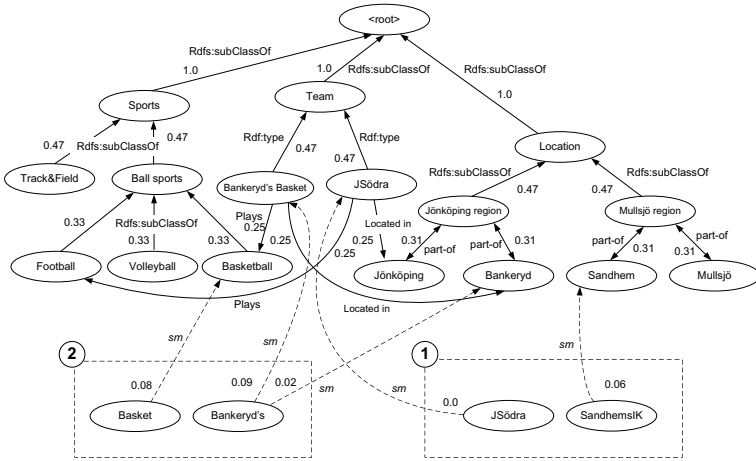 <root>
Rdfs:subClassOf
Rdfs:subClassOf
Rdfs:subClassOf
1.0
1.0
1.0
Sports
Team
Location
0.47
Rdfs:subClassOf
0.47
Rdf:type
0.47
Rdf:type
0.47
Rdfs:subClassOf
0.47
Rdfs:subClassOf
0.47
Track&Field
Ball sports
Bankeryd's Basket
JSödra
Jönköping region
Mullsjö region
0.33
Rdfs:subClassOf
0.33
0.33
Plays
0.25
0.25
Located in
0.25
0.25
0.31
part-of
part-of
0.31
part-of
0.31
part-of
0.31
Football
Volleyball
Basketball
Jönköping
Bankeryd
Sandhem
Mullsjö
Plays
Located in
sm
sm
sm
sm
sm
2
1
0.08
0.09
0.02
0.0
0.06
Basket
Bankeryd's
JSödra
SandhemsIK